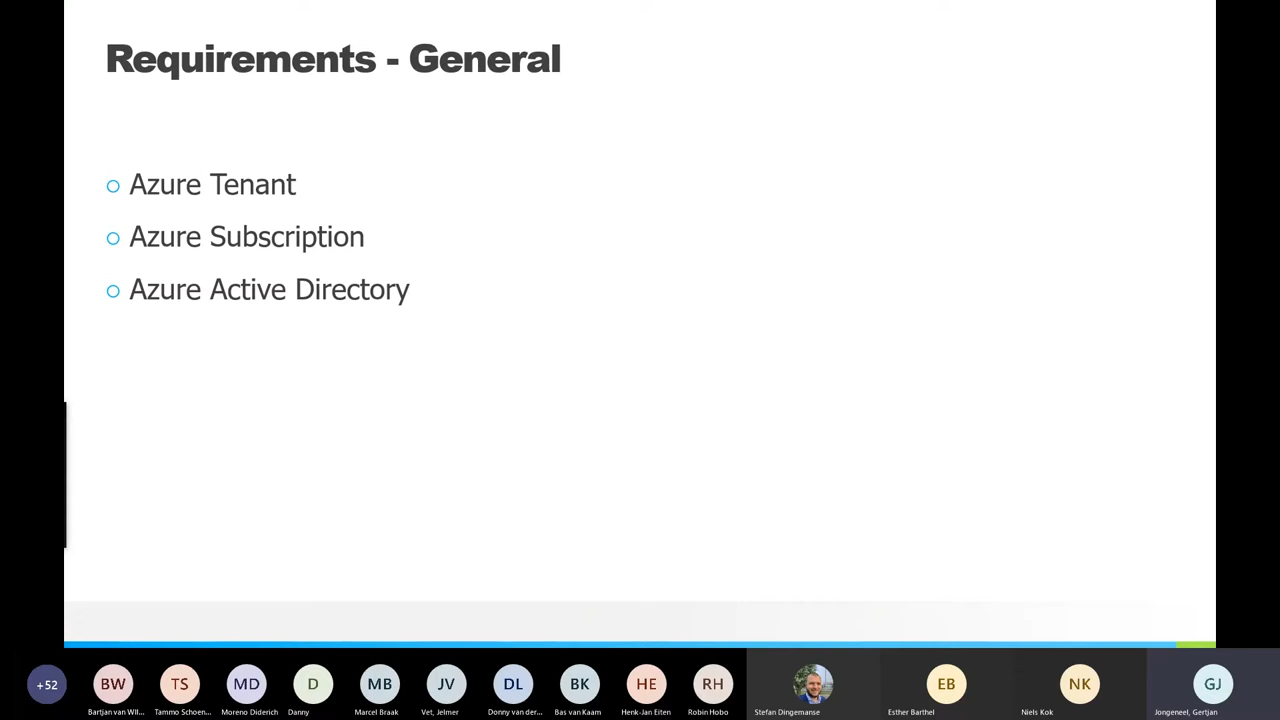 Requirements - General
Azure Tenant
Azure Subscription
Azure Active Directory
+52
BW
TS
MD
D
MB
JV
DL
BK
HE
RH
EB
NK
GJ
Bartjan van Wll...
Tammo Schoen...
Moreno Diderich
Danny
Marcel Braak
Vet, Jelmer
Donny van der...
Bas van Kaam
Henk-Jan Eiten
Robin Hobo
Stefan Dingemanse
Esther Barthel
Niels Kok
Jongeneel, Gertjan